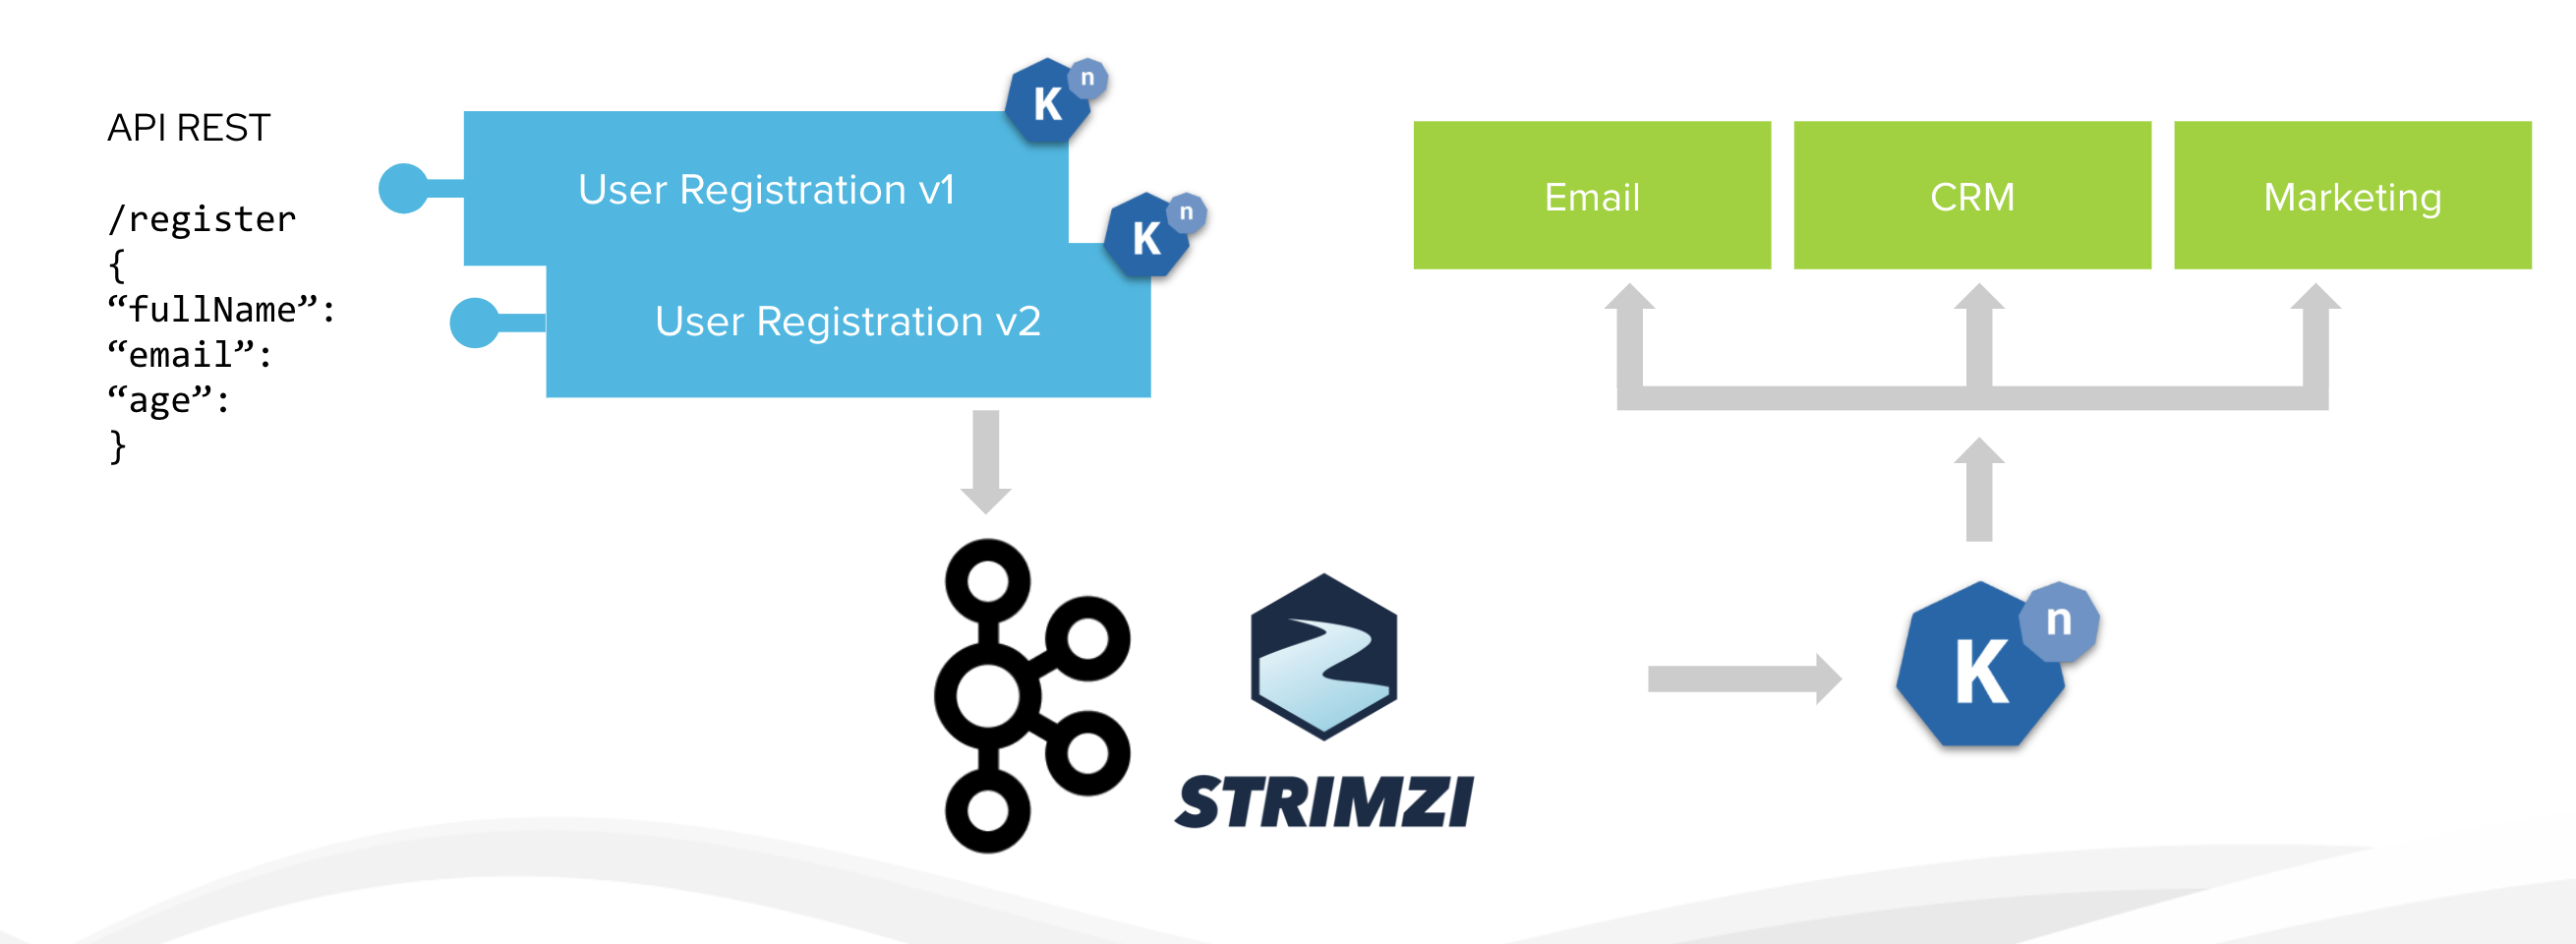 API REST
/register
{
“fullName”:
“email”:
“age”:
}
User Registration v1
K n
User Registration v2
K n
Email
CRM
Marketing
STRIMZI
K n